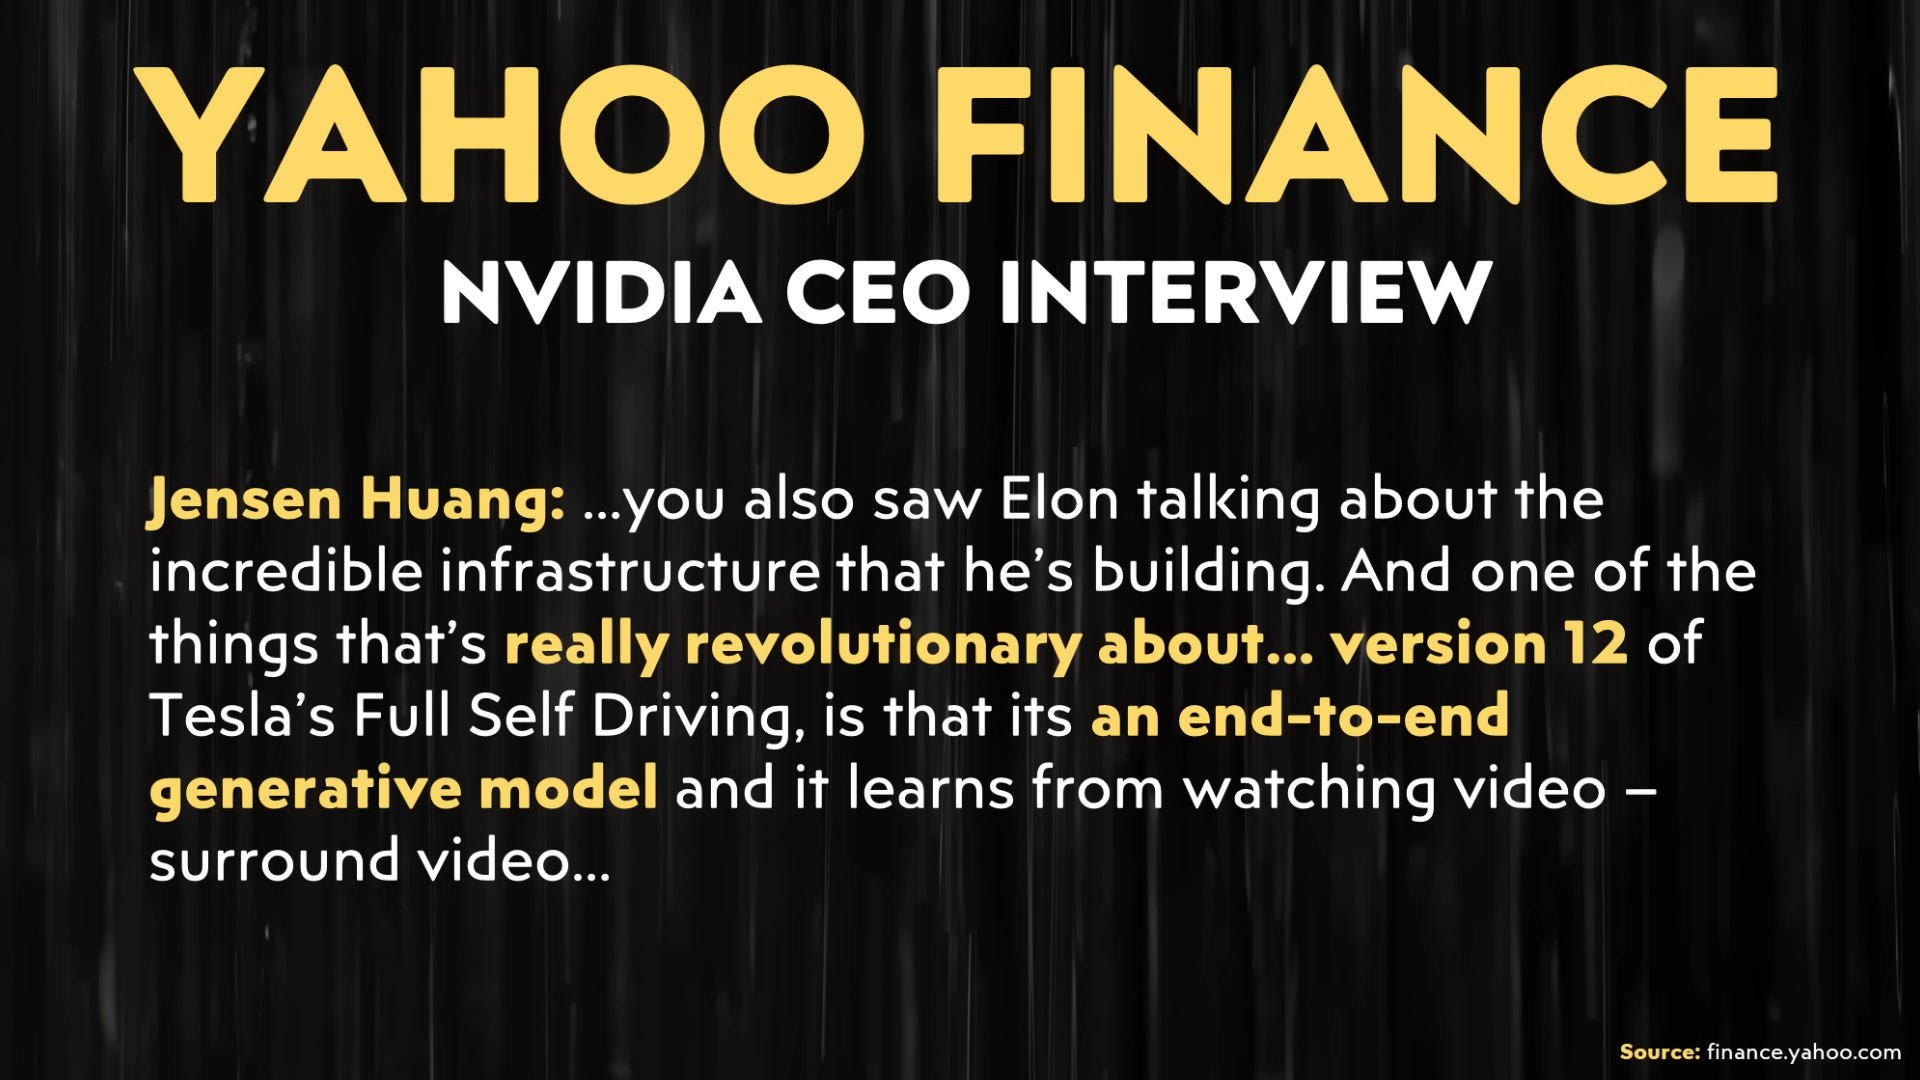 YAHOO FINANCE
NVIDIA CEO INTERVIEW
Jensen Huang: ...you also saw Elon talking about the
incredible infrastructure that he’s building. And one of the
things that’s really revolutionary about... version 12 of
Tesla’s Full Self Driving, is that its an end-to-end
generative model and it learns from watching video –
surround video...
Source: finance.yahoo.com